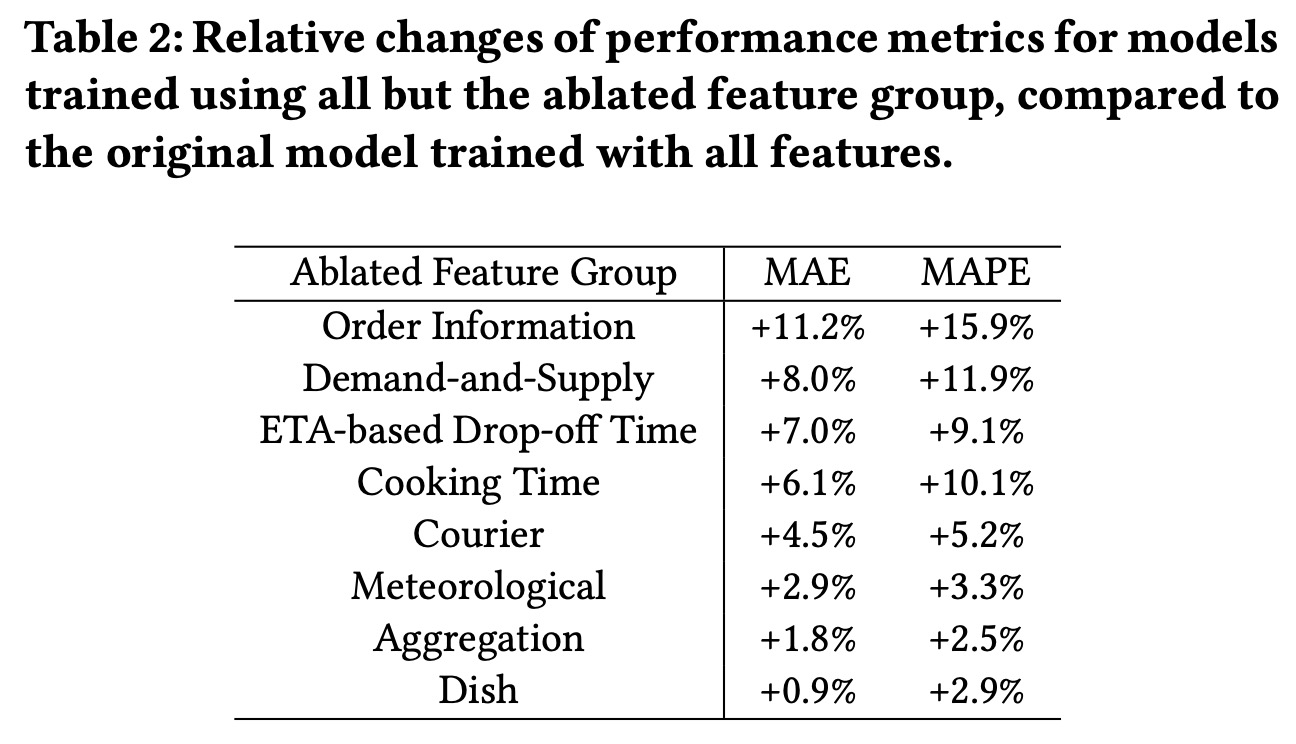 Table 2: Relative changes of performance metrics for models
trained using all but the ablated feature group, compared to
the original model trained with all features.
Ablated Feature Group MAE MAPE
Order Information +11.2% +15.9%
Demand-and-Supply +8.0% +11.9%
ETA-based Drop-off Time +7.0% +9.1%
Cooking Time +6.1% +10.1%
Courier +4.5% +5.2%
Meteorological +2.9% +3.3%
Aggregation +1.8% +2.5%
Dish +0.9% +2.9%